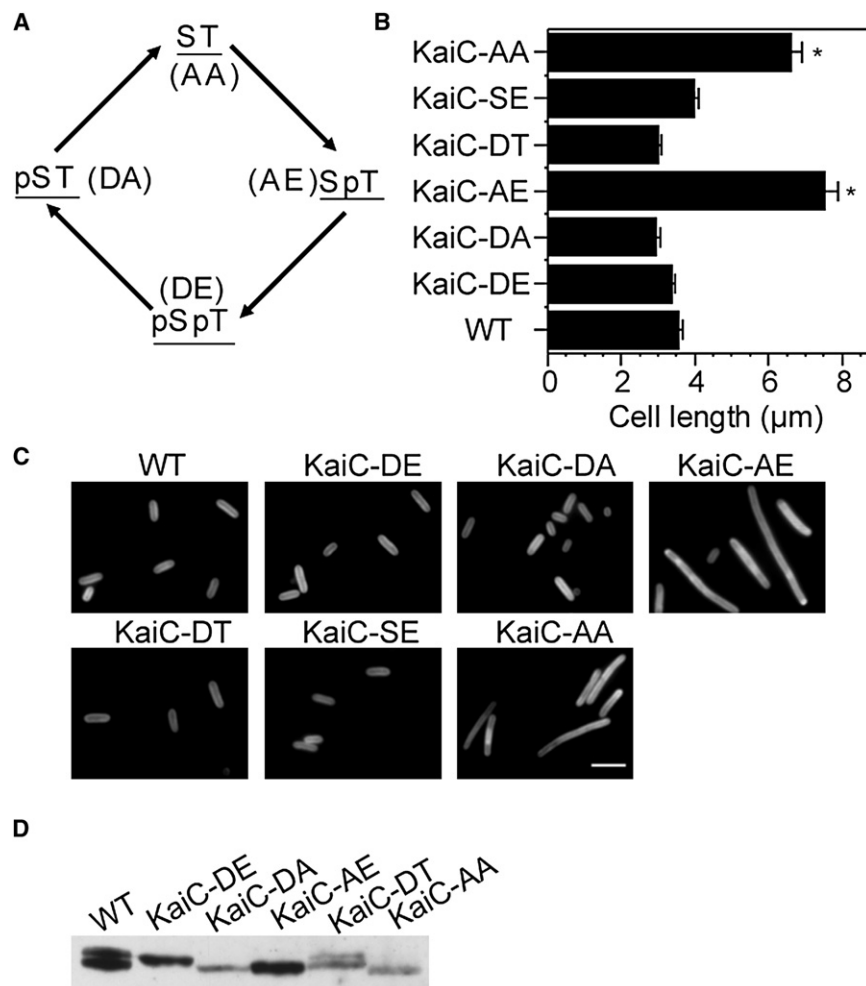 A
ST
(AA)
pST (DA)
(AE) SpT
(DE)
pSpT
B
KaiC-AA
*
KaiC-SE
KaiC-DT
KaiC-AE
*
KaiC-DA
KaiC-DE
WT
0 2 4 6 8
Cell length (µm)
C
WT KaiC-DE KaiC-DA KaiC-AE
KaiC-DT KaiC-SE KaiC-AA
D
WT KaiC-DE KaiC-DA KaiC-AE KaiC-DT KaiC-AA